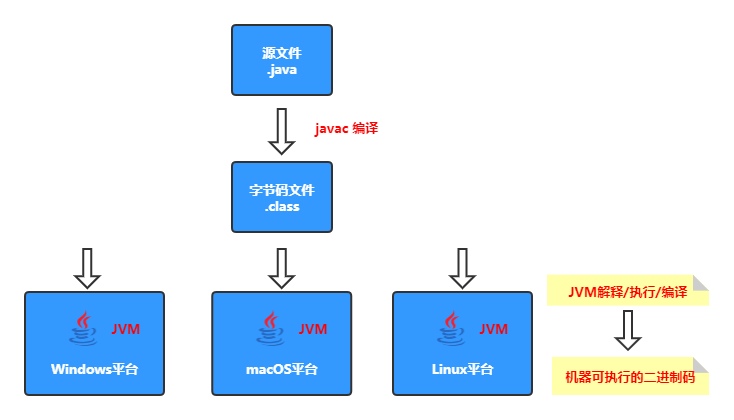 源文件
.java
javac 编译
字节码文件
.class
JVM
Windows平台
JVM
macOS平台
JVM
Linux平台
JVM解释/执行/编译
机器可执行的二进制码